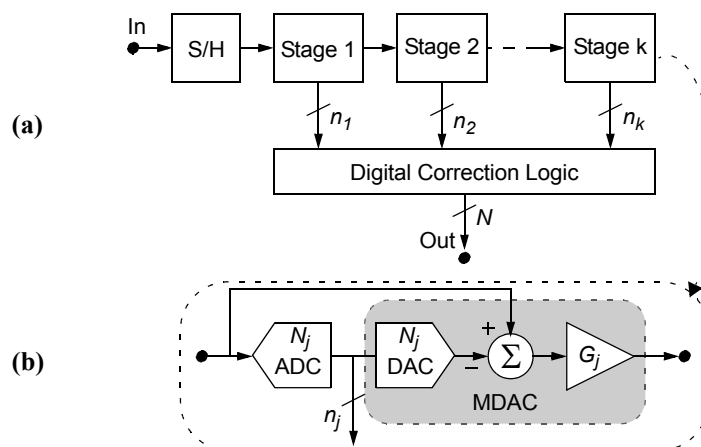 In
S/H
Stage 1
Stage 2
Stage k
(a)
n1
n2
nk
Digital Correction Logic
N
Out
(b)
Nj
ADC
Nj
DAC
+
−
Σ
Gj
nj
MDAC